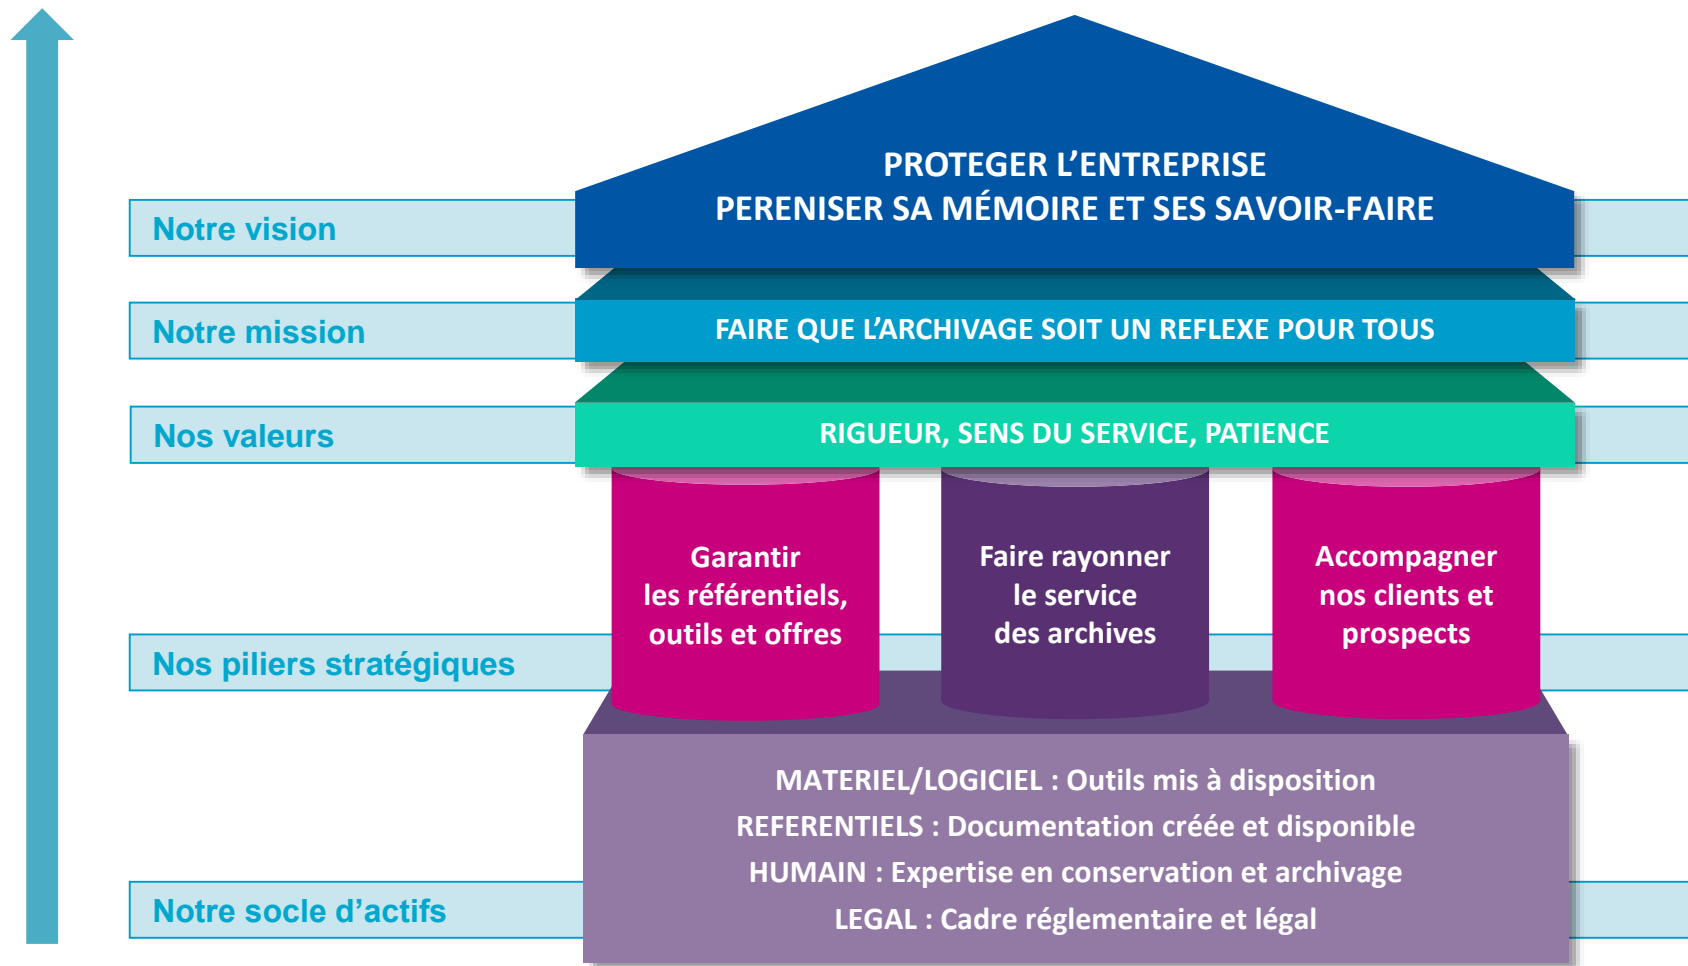 PROTEGER L’ENTREPRISE
PERENISER SA MÉMOIRE ET SES SAVOIR-FAIRE
Notre vision
Notre mission
FAIRE QUE L’ARCHIVAGE SOIT UN REFLEXE POUR TOUS
Nos valeurs
RIGUEUR, SENS DU SERVICE, PATIENCE
Garantir
les référentiels,
outils et offres
Faire rayonner
le service
des archives
Accompagner
nos clients et
prospects
Nos piliers stratégiques
MATERIEL/LOGICIEL : Outils mis à disposition
REFERENTIELS : Documentation créée et disponible
HUMAIN : Expertise en conservation et archivage
LEGAL : Cadre réglementaire et légal
Notre socle d’actifs